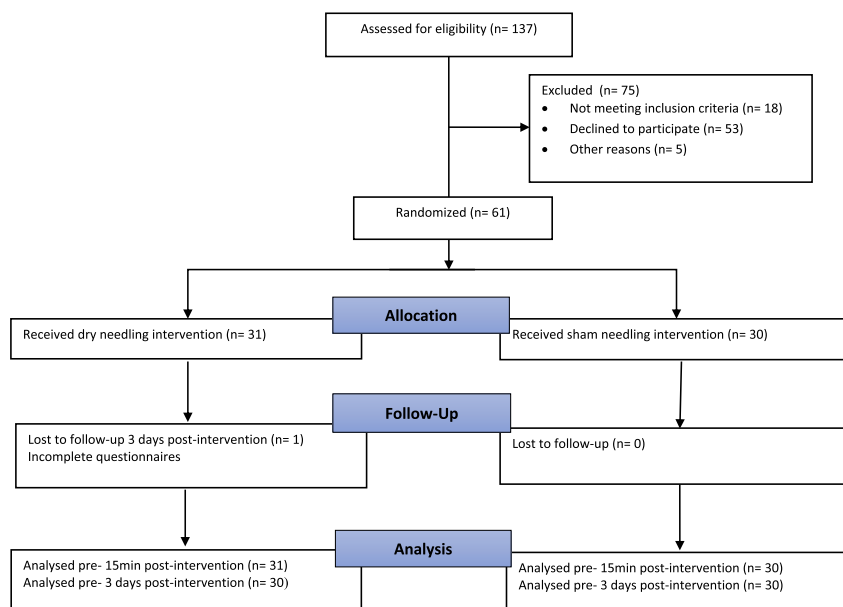 Assessed for eligibility (n= 137)
Excluded (n= 75)
• Not meeting inclusion criteria (n= 18)
• Declined to participate (n= 53)
• Other reasons (n= 5)
Randomized (n= 61)
Allocation
Received dry needling intervention (n= 31)
Received sham needling intervention (n= 30)
Follow-Up
Lost to follow-up 3 days post-intervention (n= 1)
Incomplete questionnaires
Lost to follow-up (n= 0)
Analysis
Analysed pre- 15min post-intervention (n= 31)
Analysed pre- 3 days post-intervention (n= 30)
Analysed pre- 15min post-intervention (n= 30)
Analysed pre- 3 days post-intervention (n= 30)